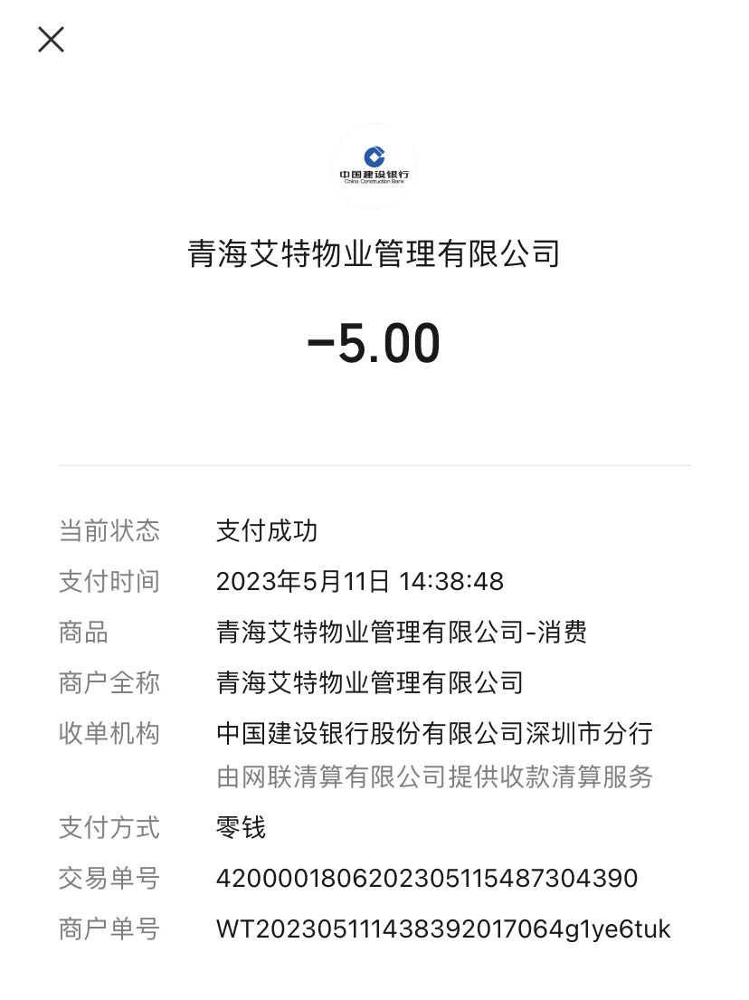 中国建设银行
China Construction Bank
青海艾特物业管理有限公司
-5.00
当前状态 支付成功
支付时间 2023年5月11日 14:38:48
商品 青海艾特物业管理有限公司-消费
商户全称 青海艾特物业管理有限公司
收单机构 中国建设银行股份有限公司深圳市分行
由网联清算有限公司提供收款清算服务
支付方式 零钱
交易单号 4200001806202305115487304390
商户单号 WT202305111438392017064g1ye6tuk